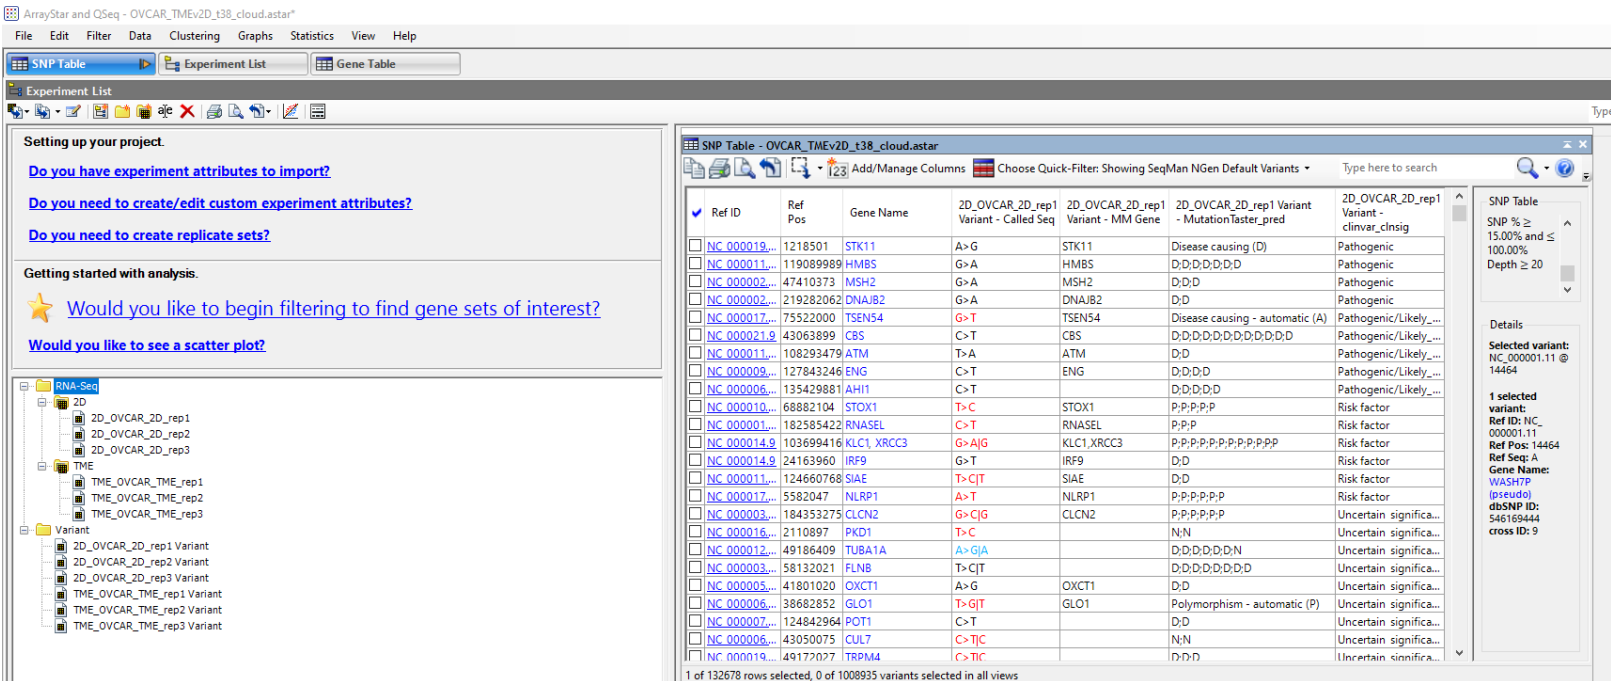 ArrayStar and QSeq - OVCAR_TMEv2D_t38_cloud.astar*
File Edit Filter Data Clustering Graphs Statistics View Help
SNP Table Experiment List Gene Table
Experiment List
Type
Setting up your project.
Do you have experiment attributes to import?
Do you need to create/edit custom experiment attributes?
Do you need to create replicate sets?
Getting started with analysis.
Would you like to begin filtering to find gene sets of interest?
Would you like to see a scatter plot?
RNA-Seq
2D
2D_OVCAR_2D_rep1
2D_OVCAR_2D_rep2
2D_OVCAR_2D_rep3
TME
TME_OVCAR_TME_rep1
TME_OVCAR_TME_rep2
TME_OVCAR_TME_rep3
Variant
2D_OVCAR_2D_rep1 Variant
2D_OVCAR_2D_rep2 Variant
2D_OVCAR_2D_rep3 Variant
TME_OVCAR_TME_rep1 Variant
TME_OVCAR_TME_rep2 Variant
TME_OVCAR_TME_rep3 Variant
SNP Table - OVCAR_TMEv2D_t38_cloud.astar
123 Add/Manage Columns Choose Quick-Filter: Showing SeqMan NGen Default Variants Type here to search
Ref ID Ref Pos Gene Name 2D_OVCAR_2D_rep1 Variant - Called Seq 2D_OVCAR_2D_rep1 Variant - MM Gene 2D_OVCAR_2D_rep1 Variant - MutationTaster_pred 2D_OVCAR_2D_rep1 Variant - clinvar_clnsig
NC_000019.... 1218501 STK11 A>G STK11 Disease causing (D) Pathogenic
NC_000011.... 119089989 HMBS G>A HMBS D;D;D;D;D;D Pathogenic
NC_000002.... 47410373 MSH2 G>A MSH2 D;D;D Pathogenic
NC_000002.... 219282062 DNAJB2 G>A DNAJB2 D;D Pathogenic
NC_000017.... 75522000 TSEN54 G>T TSEN54 Disease causing - automatic (A) Pathogenic/Likely_...
NC_000021.9 43063899 CBS C>T CBS D;D;D;D;D;D;D;D;D;D Pathogenic/Likely_...
NC_000011.... 108293479 ATM T>A ATM D;D Pathogenic/Likely_...
NC_000009.... 127843246 ENG C>T ENG D;D;D;D Pathogenic/Likely_...
NC_000006.... 135429881 AHI1 C>T D;D;D;D;D Pathogenic/Likely_...
NC_000010.... 68882104 STOX1 T>C STOX1 P;P;P;P;P Risk factor
NC_000001.... 182585422 RNASEL C>T RNASEL P;P;P Risk factor
NC_000014.9 103699416 KLC1, XRCC3 G>A|G KLC1,XRCC3 P;P;P;P;P;P;P;P;P;P;P Risk factor
NC_000014.9 24163960 IRF9 G>T IRF9 D;D Risk factor
NC_000011.... 124660768 SIAE T>C|T SIAE D;D Risk factor
NC_000017.... 5582047 NLRP1 A>T NLRP1 P;P;P;P;P;P Risk factor
NC_000003.... 184353275 CLCN2 G>C|G CLCN2 P;P;P;P;P;P Uncertain significa...
NC_000016.... 2110897 PKD1 T>C N;N Uncertain significa...
NC_000012.... 49186409 TUBA1A A>G|A D;D;D;D;D;D;N Uncertain significa...
NC_000003.... 58132021 FLNB T>C|T D;D;D;D;D;D;D Uncertain significa...
NC_000005.... 41801020 OXCT1 A>G OXCT1 D;D Uncertain significa...
NC_000006.... 38682852 GLO1 T>G|T GLO1 Polymorphism - automatic (P) Uncertain significa...
NC_000007.... 124842964 POT1 C>T D;D Uncertain significa...
NC_000006.... 43050075 CUL7 C>T|C N;N Uncertain significa...
NC_000019.... 49172027 TRPM4 C>T|C D;D;D Uncertain significa...
1 of 132678 rows selected, 0 of 1008935 variants selected in all views
SNP Table
SNP % ≥
15.00% and ≤
100.00%
Depth ≥ 20
Details
Selected variant:
NC_000001.11 @
14464
1 selected
variant:
Ref ID: NC_
000001.11
Ref Pos: 14464
Ref Seq: A
Gene Name:
WASH7P
(pseudo)
dbSNP ID:
546169444
cross ID: 9